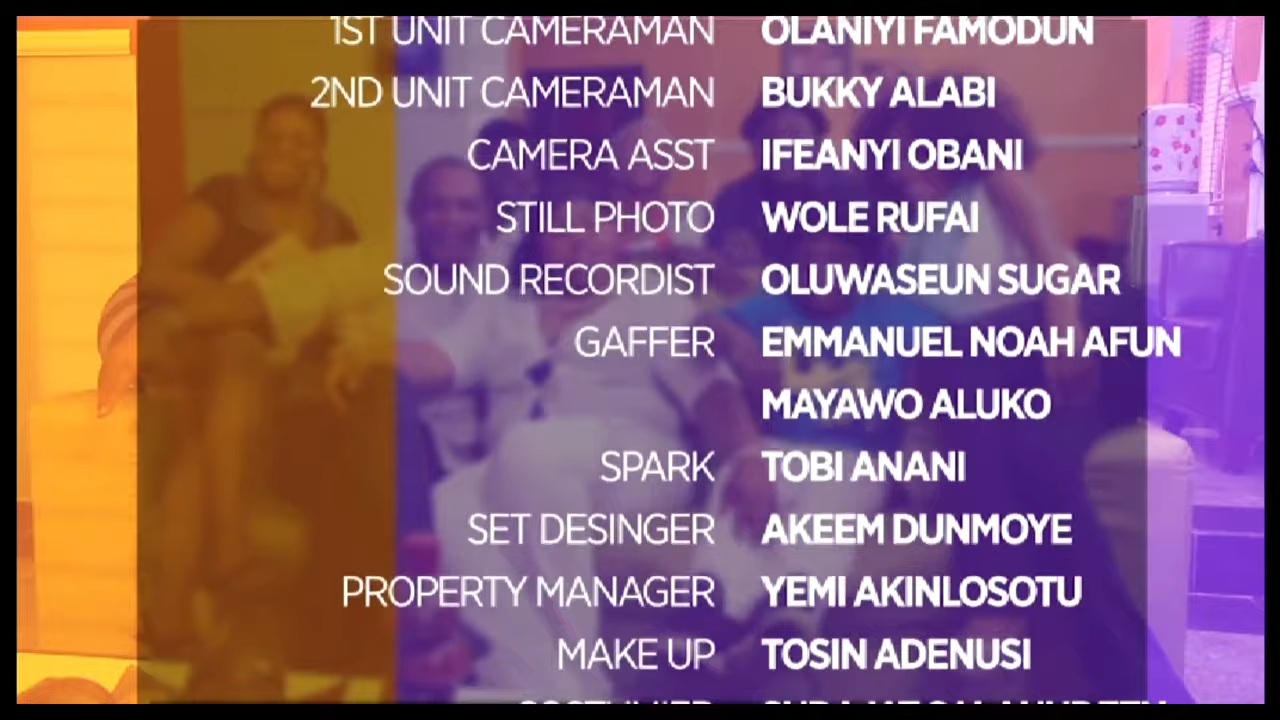 1ST UNIT CAMERAMAN OLANIYI FAMODUN
2ND UNIT CAMERAMAN BUKKY ALABI
CAMERA ASST IFEANYI OBANI
STILL PHOTO WOLE RUFAI
SOUND RECORDIST OLUWASEUN SUGAR
GAFFER EMMANUEL NOAH AFUN
MAYAWO ALUKO
SPARK TOBI ANANI
SET DESINGER AKEEM DUNMOYE
PROPERTY MANAGER YEMI AKINLOSOTU
MAKE UP TOSIN ADENUSI